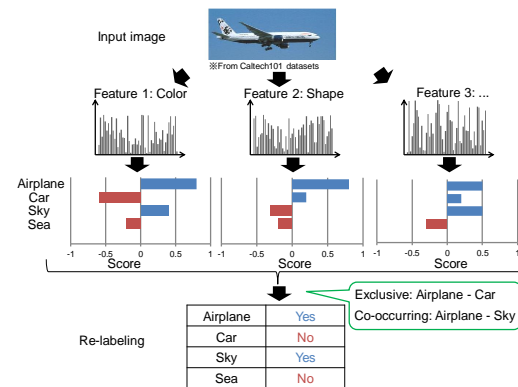 Input image
※From Caltech101 datasets
Feature 1: Color
Feature 2: Shape
Feature 3: ...
Airplane
Car
Sky
Sea
-1 -0.5 0 0.5 1
-1 -0.5 0 0.5 1
-1 -0.5 0 0.5 1
Score Score Score
Exclusive: Airplane - Car
Co-occurring: Airplane - Sky
Re-labeling
Airplane Yes
Car No
Sky Yes
Sea No